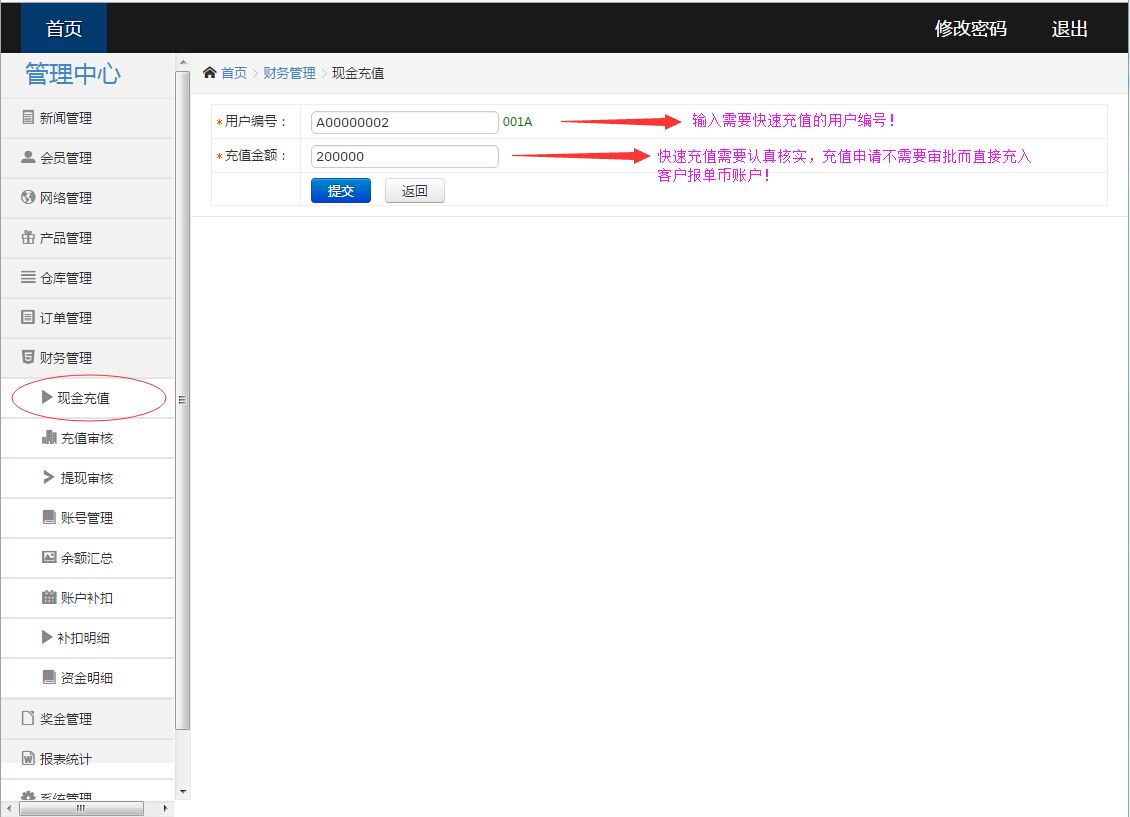 首页
修改密码
退出
管理中心
首页 > 财务管理 > 现金充值
新闻管理
会员管理
网络管理
产品管理
仓库管理
订单管理
财务管理
现金充值
充值审核
提现审核
账号管理
余额汇总
账户补扣
补扣明细
资金明细
奖金管理
报表统计
系统管理
*用户编号： A00000002 001A
输入需要快速充值的用户编号！
*充值金额： 200000
快速充值需要认真核实，充值申请不需要审批而直接充入
客户报单币账户！
提交 返回